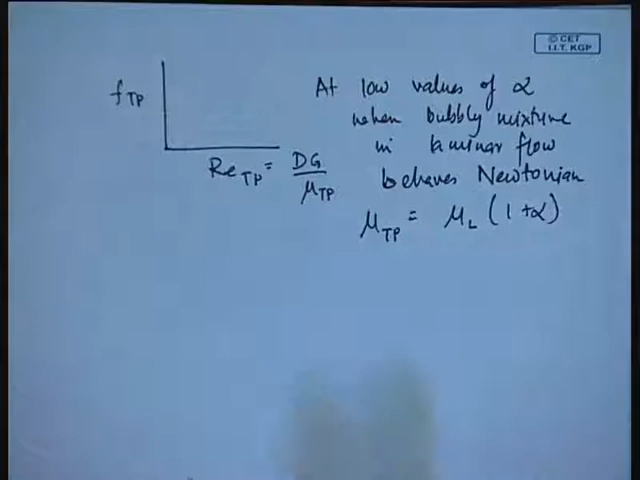 © CET
I.I.T. KGP
f_TP
Re_TP = DG / μ_TP
At low values of α
when bubbly mixture
in laminar flow
behaves Newtonian
μ_TP = μ_L (1 + α)